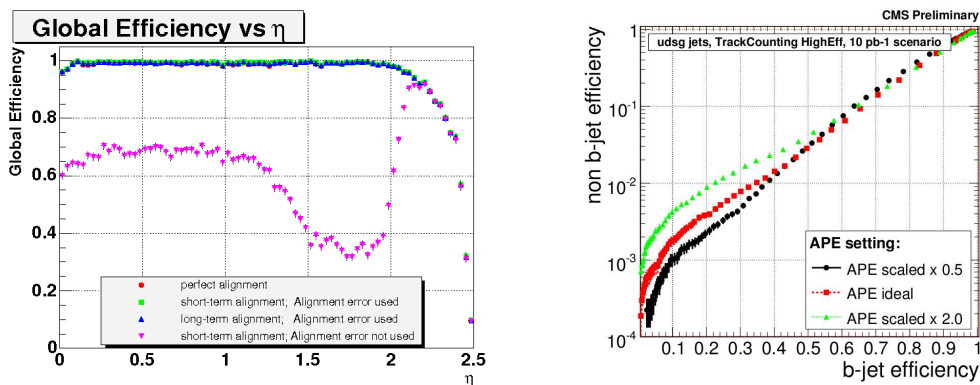 Global Efficiency vs η
Global Efficiency
1
0.8
0.6
0.4
0.2
0
0
0.5
1
1.5
2
2.5
η
perfect alignment
short-term alignment; Alignment error used
long-term alignment; Alignment error used
short-term alignment; Alignment error not used
CMS Preliminary
udsg jets, TrackCounting HighEff, 10 pb-1 scenario
non b-jet efficiency
1
10-1
10-2
10-3
10-4
0.1 0.2 0.3 0.4 0.5 0.6 0.7 0.8 0.9 1
b-jet efficiency
APE setting:
APE scaled x 0.5
APE ideal
APE scaled x 2.0